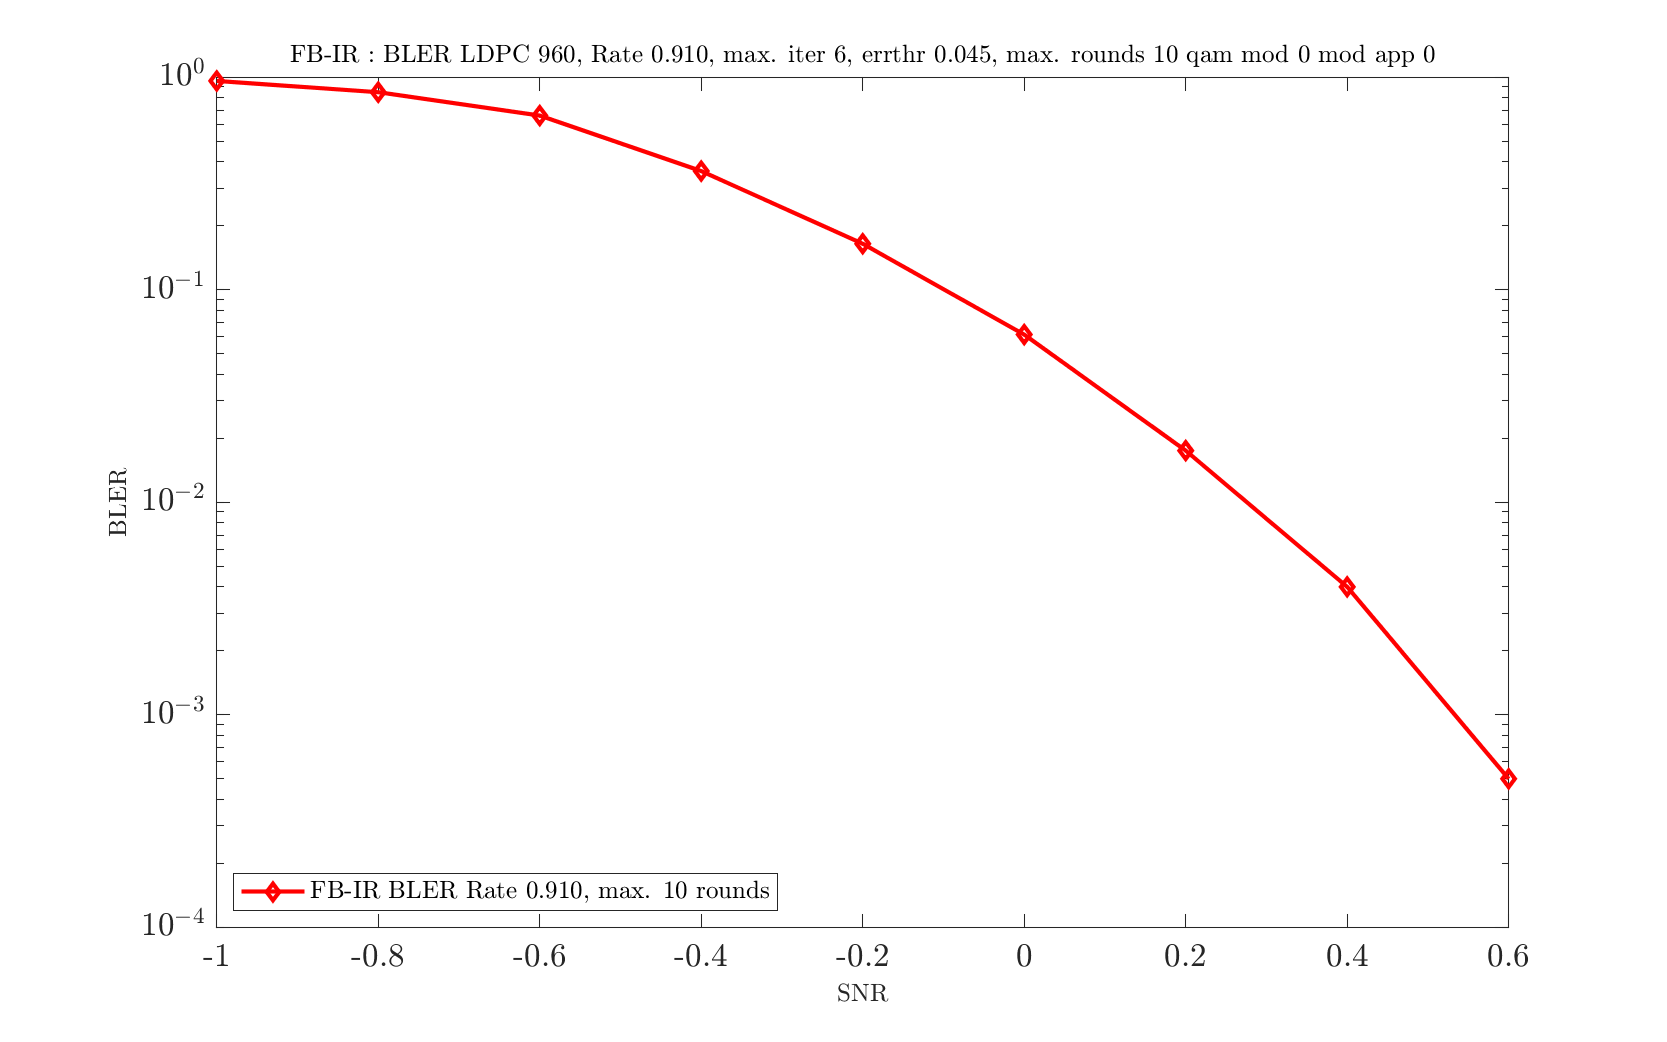 FB-IR : BLER LDPC 960, Rate 0.910, max. iter 6, errthr 0.045, max. rounds 10 qam mod 0 mod app 0
10^0
10^-1
10^-2
10^-3
10^-4
BLER
FB-IR BLER Rate 0.910, max. 10 rounds
-1 -0.8 -0.6 -0.4 -0.2 0 0.2 0.4 0.6
SNR